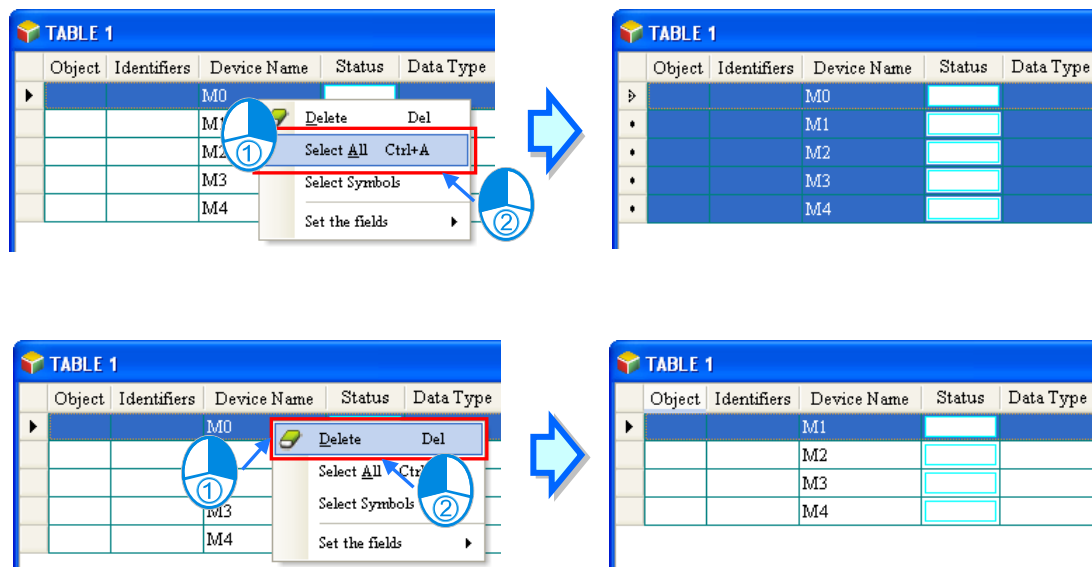 TABLE 1
Object Identifiers Device Name Status Data Type
M0
Delete Del
M1
Select All Ctrl+A
M2
M3 Select Symbols
M4 Set the fields
1
2
TABLE 1
Object Identifiers Device Name Status Data Type
M0
M1
M2
M3
M4
TABLE 1
Object Identifiers Device Name Status Data Type
M0
Delete Del
Select All
Select Symbols
M3
M4 Set the fields
1
2
TABLE 1
Object Identifiers Device Name Status Data Type
M1
M2
M3
M4